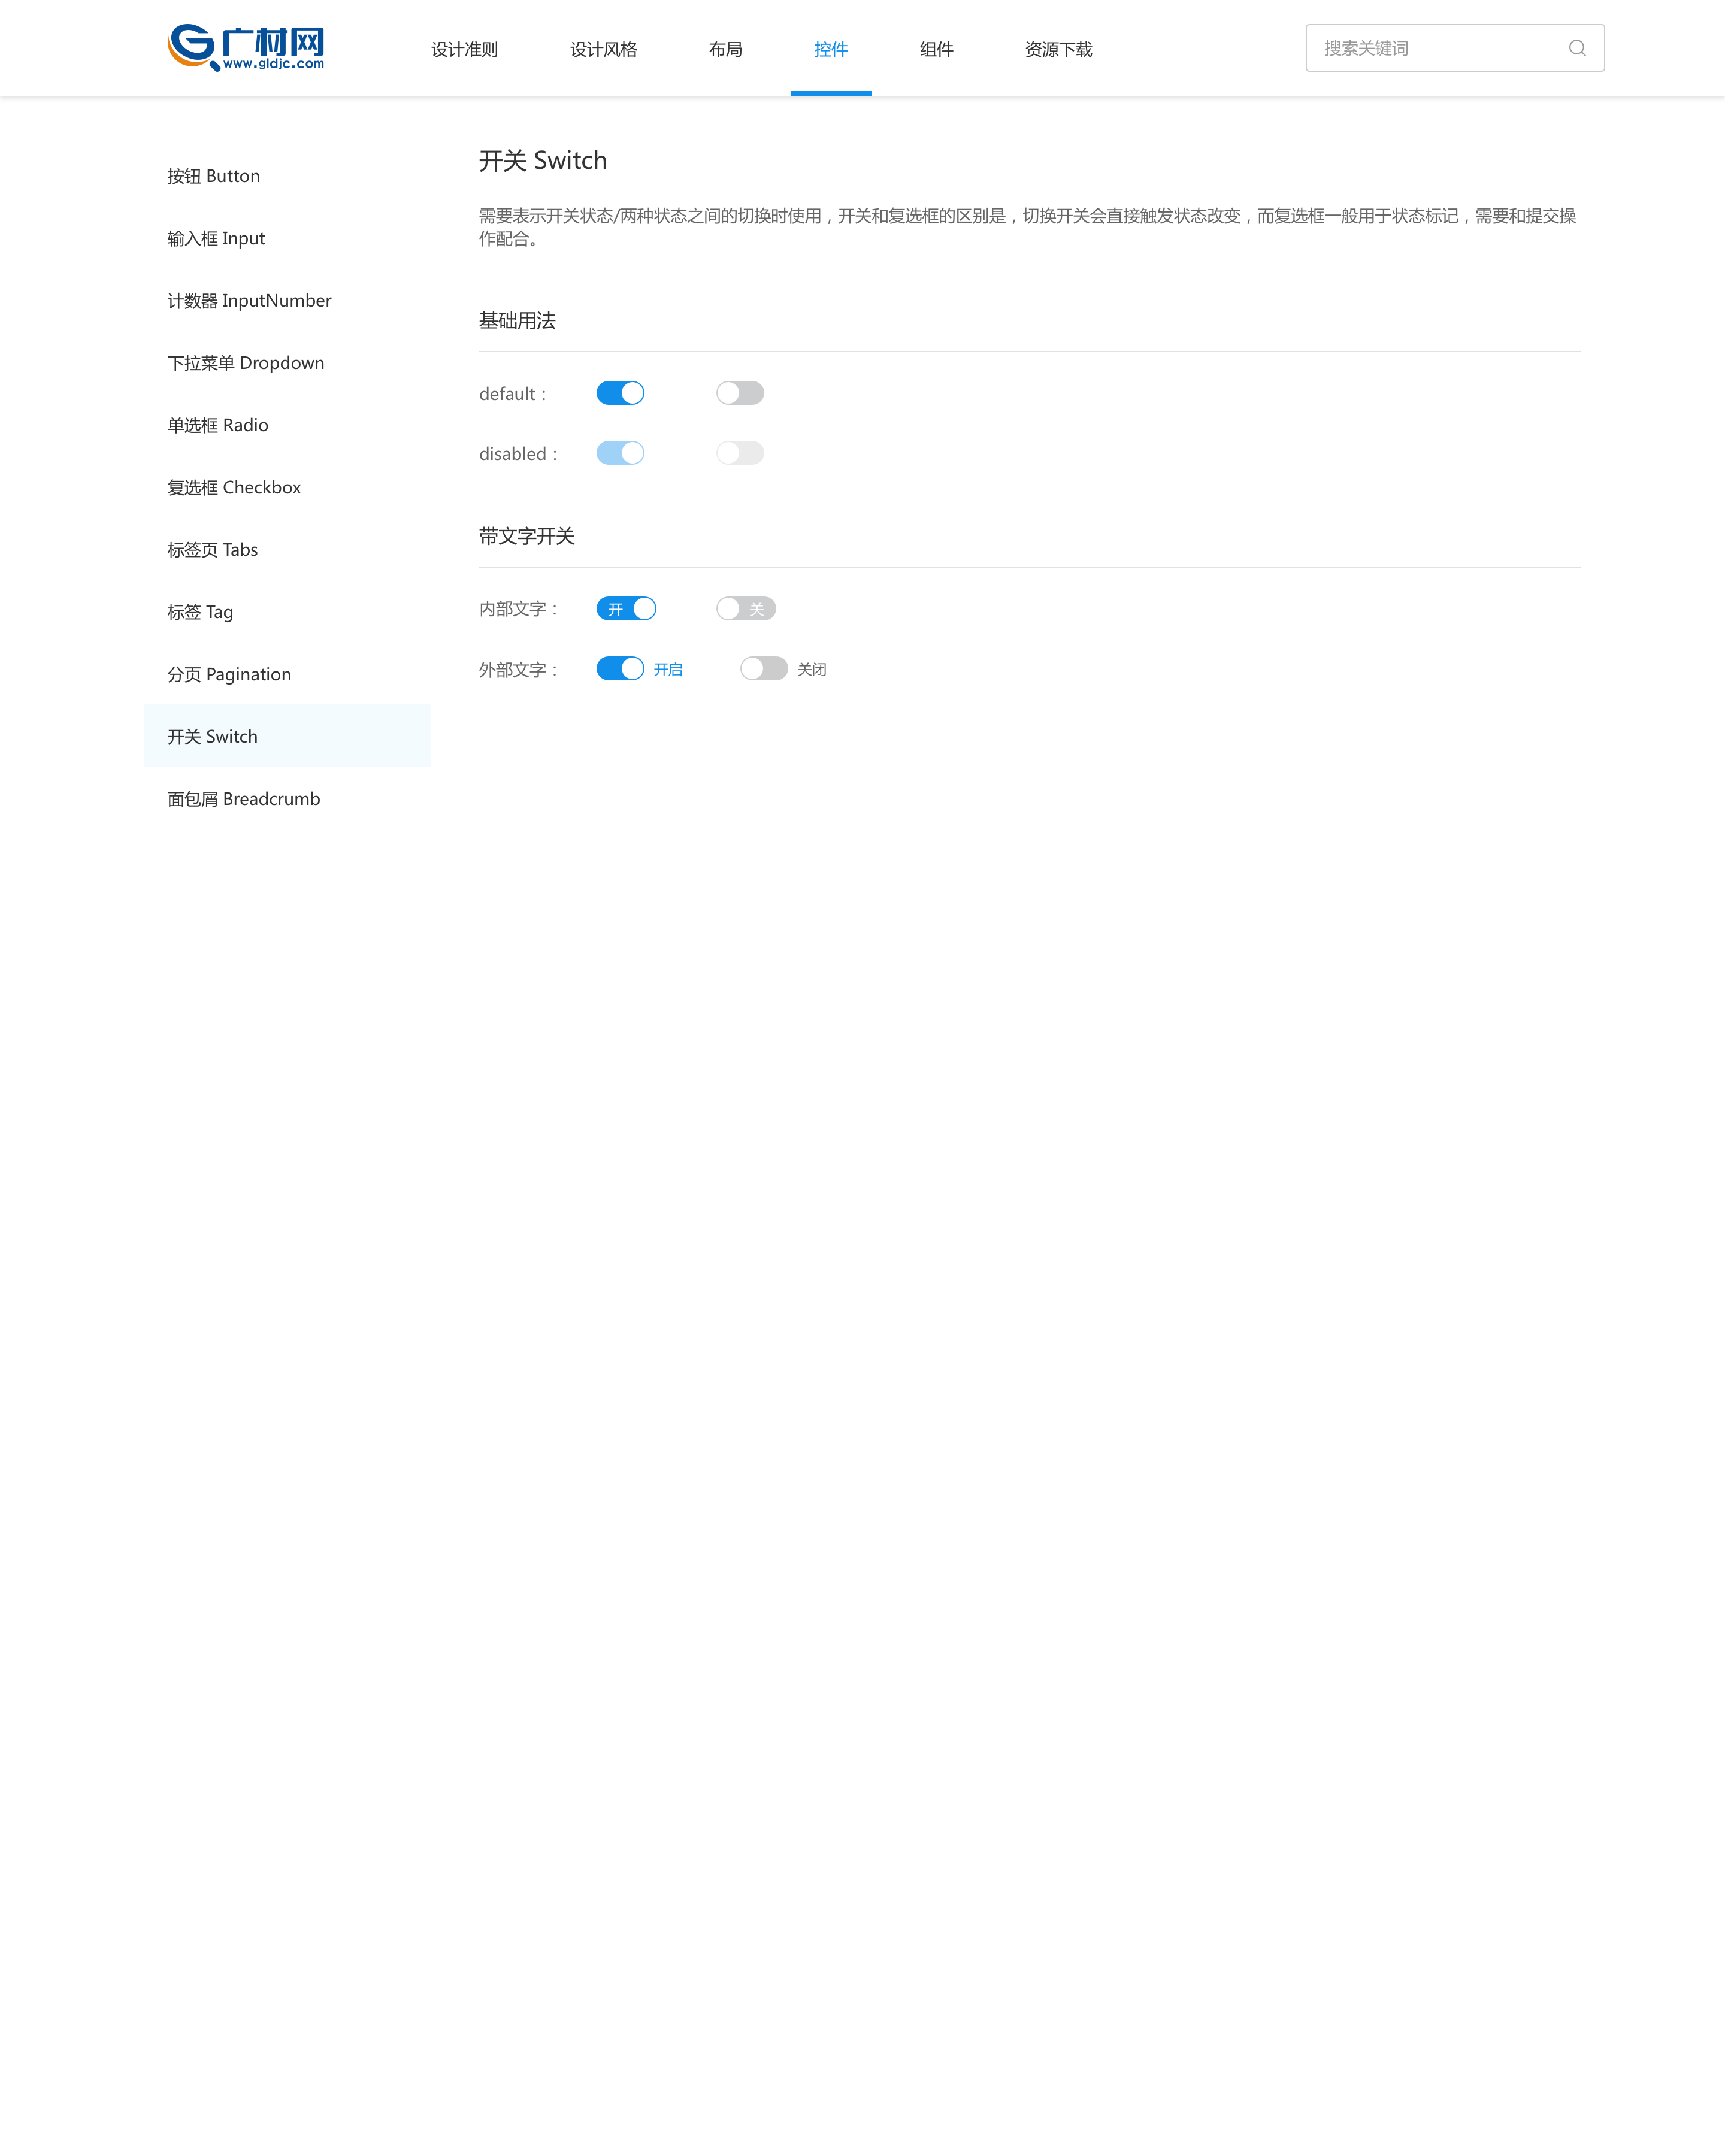 广材网
www.gldjc.com
设计准则
设计风格
布局
控件
组件
资源下载
搜索关键词
按钮 Button
输入框 Input
计数器 InputNumber
下拉菜单 Dropdown
单选框 Radio
复选框 Checkbox
标签页 Tabs
标签 Tag
分页 Pagination
开关 Switch
面包屑 Breadcrumb
开关 Switch
需要表示开关状态/两种状态之间的切换时使用，开关和复选框的区别是，切换开关会直接触发状态改变，而复选框一般用于状态标记，需要和提交操
作配合。
基础用法
default：
disabled：
带文字开关
内部文字： 开 关
外部文字： 开启 关闭